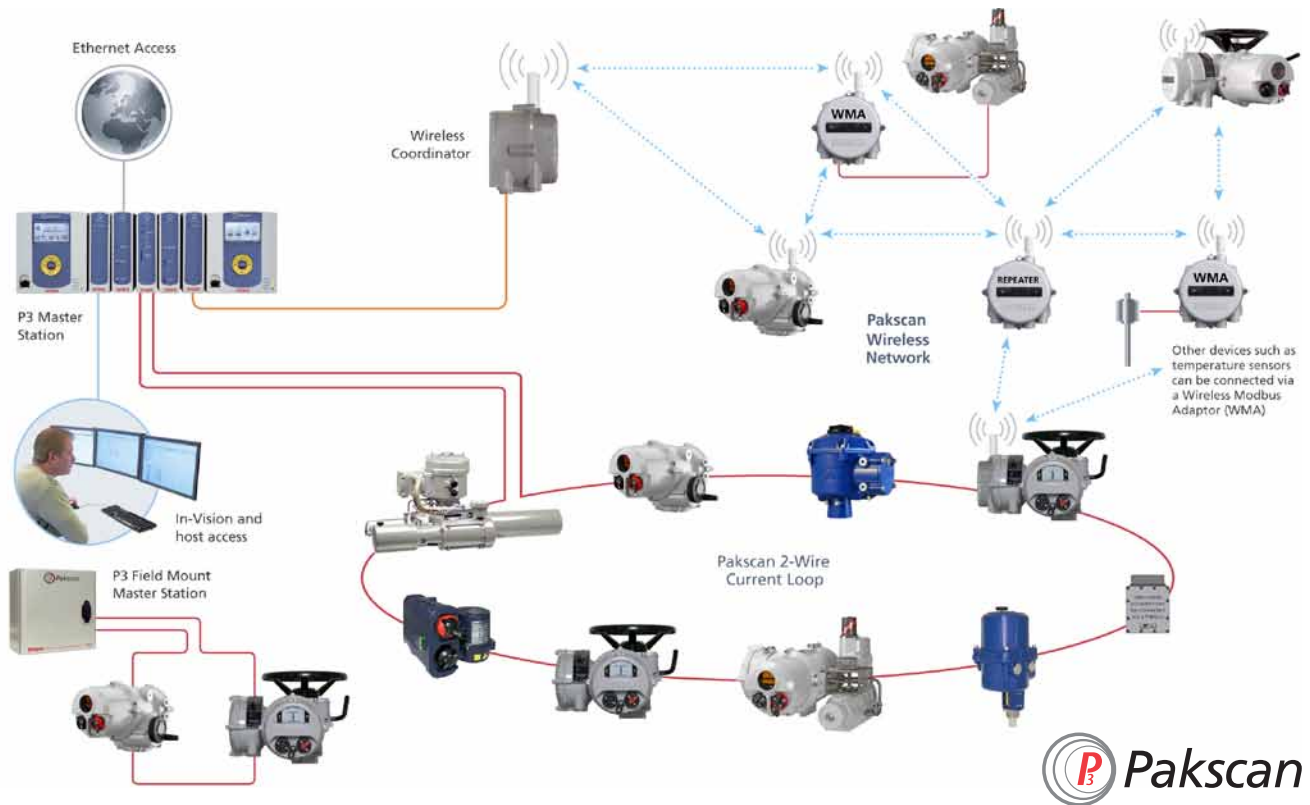 Ethernet Access
Wireless
Coordinator
WMA
P3 Master
Station
REPEATER
WMA
Pakscan
Wireless
Network
Other devices such as
temperature sensors
can be connected via
a Wireless Modbus
Adaptor (WMA)
In-Vision and
host access
Pakscan 2-Wire
Current Loop
P3 Field Mount
Master Station
Pakscan
P3 Pakscan